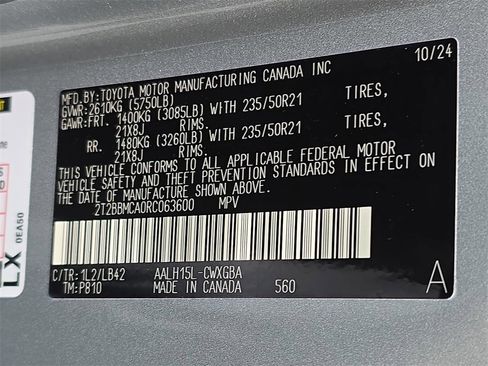 10/24
MFD.BY:TOYOTA MOTOR MANUFACTURING CANADA INC
GVWR:2610KG (5750LB)
GAWR:FRT. 1400KG (3085LB) WITH 235/50R21 TIRES,
21X8J RIMS.
RR. 1480KG (3260LB) WITH 235/50R21 TIRES,
21X8J RIMS.
THIS VEHICLE CONFORMS TO ALL APPLICABLE FEDERAL MOTOR
VEHICLE SAFETY AND THEFT PREVENTION STANDARDS IN EFFECT ON
THE DATE OF MANUFACTURE SHOWN ABOVE.
2T2BBMCA0RC063600 MPV
C/TR:1L2/LB42 AALH15L-CWXGBA
TM:P810 MADE IN CANADA 560 A
LX 0EA50